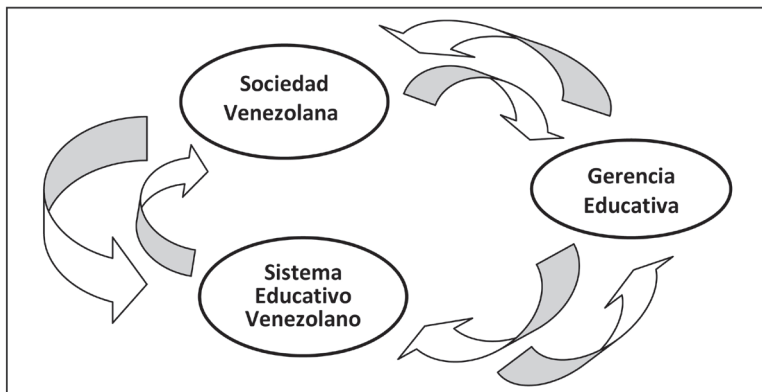 Sociedad
Venezolana
Gerencia
Educativa
Sistema
Educativo
Venezolano